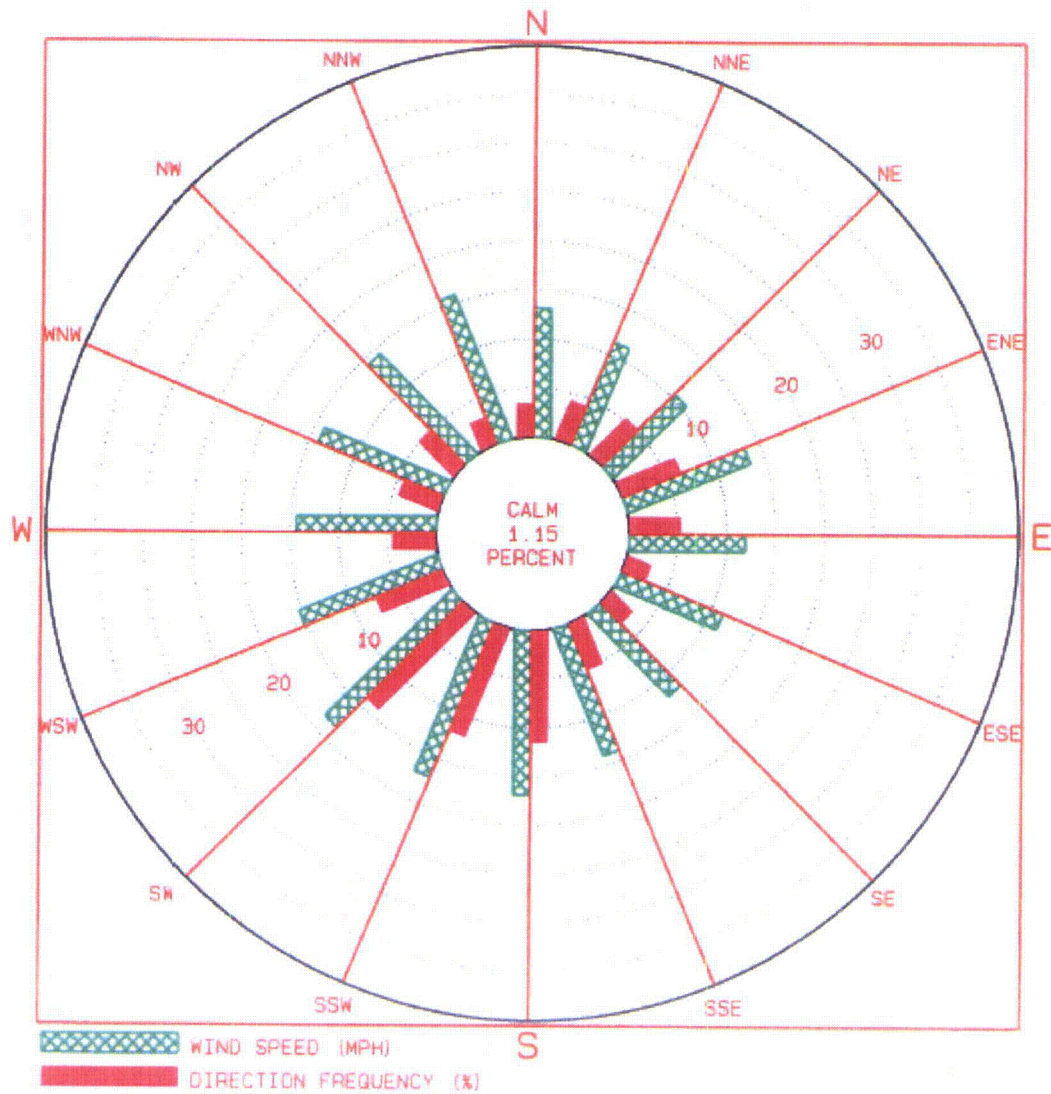 N
NNW
NNE
NW
NE
30
WNW
ENE
20
10
CALM
W
1.15
E
PERCENT
10
20
WSW
30
ESE
SW
SE
SSW
SSE
WIND SPEED (MPH)
S
DIRECTION FREQUENCY (%)